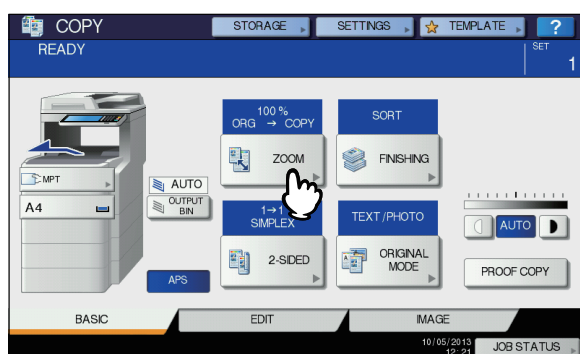 COPY
STORAGE
SETTINGS
TEMPLATE
?
READY
SET
1
100 %
ORG → COPY
SORT
ZOOM
FINISHING
MPT
A4
AUTO
OUTPUT
BIN
1→1
SIMPLEX
TEXT/PHOTO
AUTO
2-SIDED
ORIGINAL
MODE
APS
PROOF COPY
BASIC
EDIT
IMAGE
10/05/2013
12:21
JOB STATUS